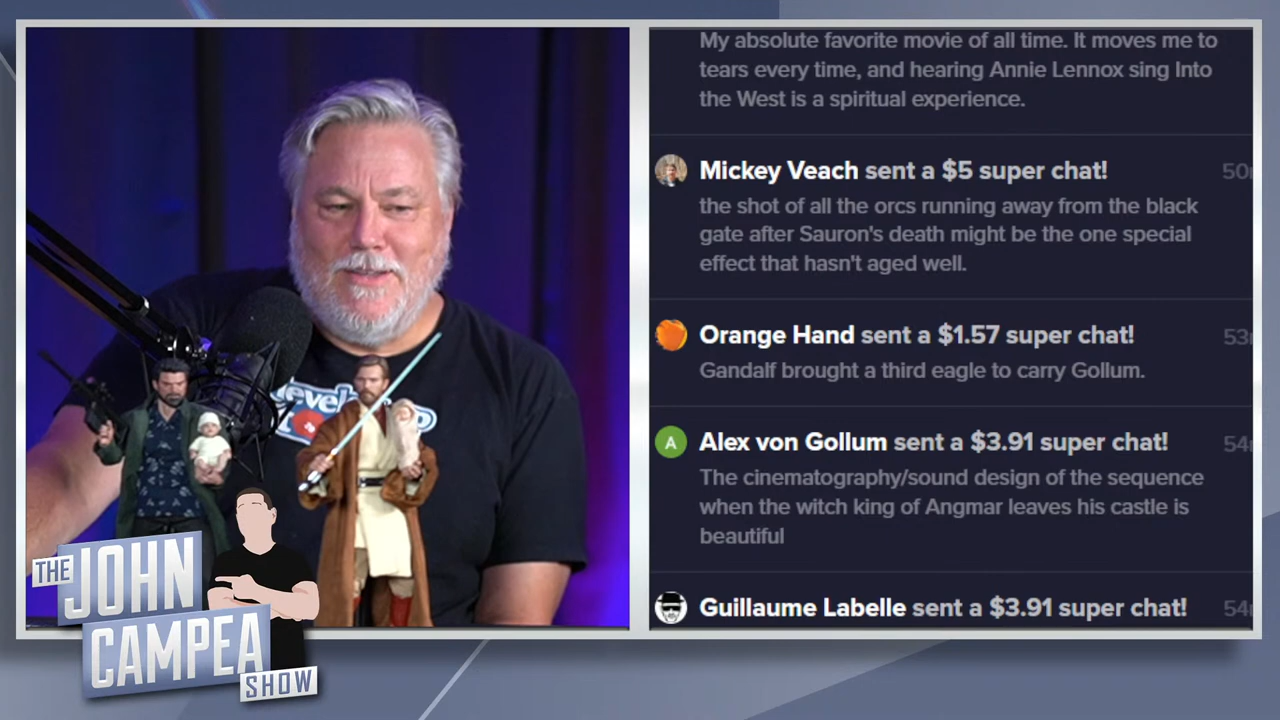 My absolute favorite movie of all time. It moves me to
tears every time, and hearing Annie Lennox sing Into
the West is a spiritual experience.
Mickey Veach sent a $5 super chat!
the shot of all the orcs running away from the black
gate after Sauron's death might be the one special
effect that hasn't aged well.
Orange Hand sent a $1.57 super chat!
Gandalf brought a third eagle to carry Gollum.
A Alex von Gollum sent a $3.91 super chat!
The cinematography/sound design of the sequence
when the witch king of Angmar leaves his castle is
beautiful
Guillaume Labelle sent a $3.91 super chat!
THE
JOHN
CAMPEA
SHOW